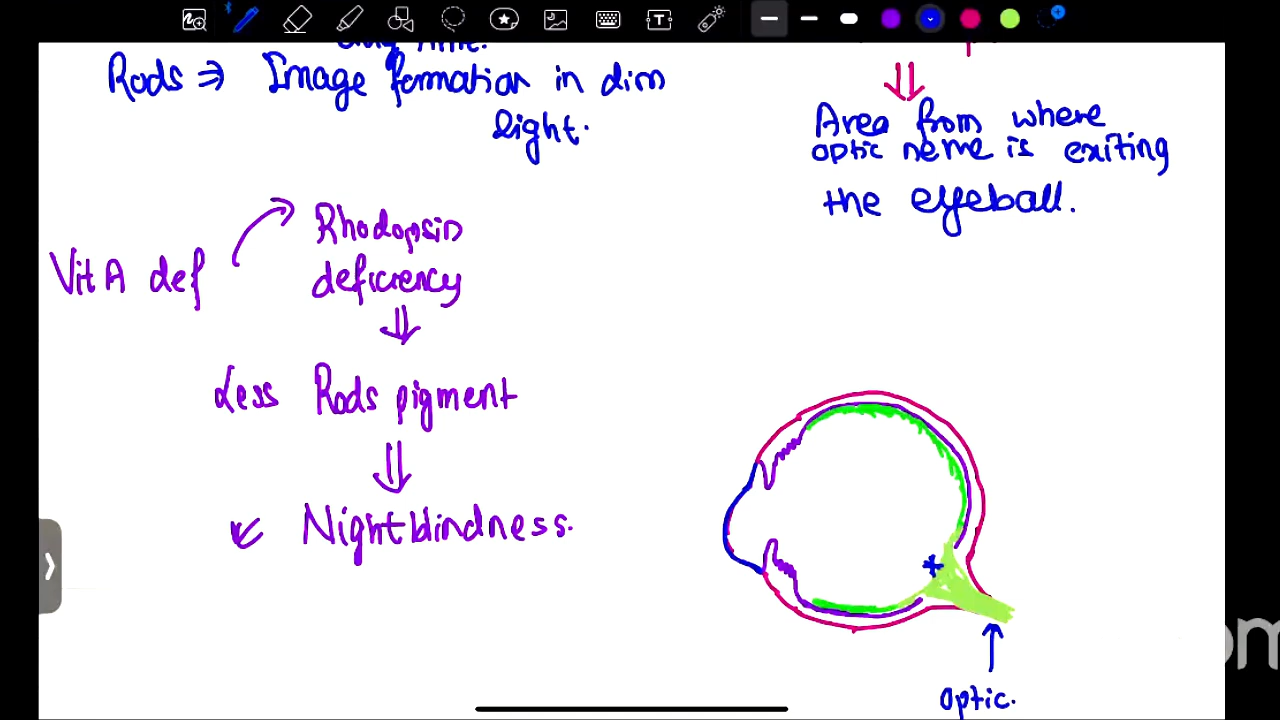 Rods ⇒ Image formation in dim
light.
Area from where
optic nerve is exiting
the eyeball.
Vit A def
Rhodopsin
deficiency
Less Rods pigment
Nightblindness.
optic.
om